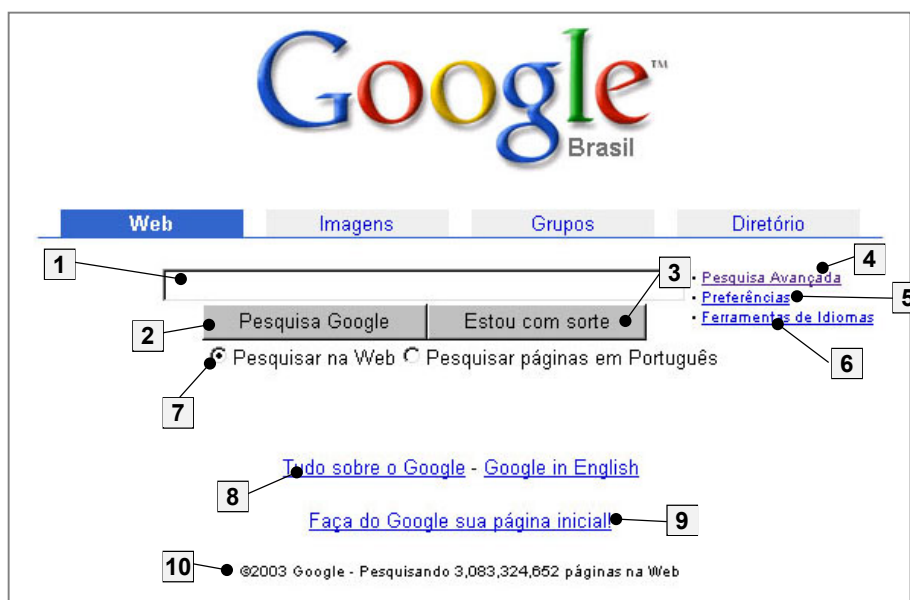 Google™
Brasil
Web Imagens Grupos Diretório
1 3 4
• Pesquisa Avançada
• Preferências 5
• Ferramentas de Idiomas
2 Pesquisa Google Estou com sorte
6
Pesquisar na Web Pesquisar páginas em Português
7
Tudo sobre o Google - Google in English
8
Faça do Google sua página inicial! 9
10 ©2003 Google - Pesquisando 3,083,324,652 páginas na Web